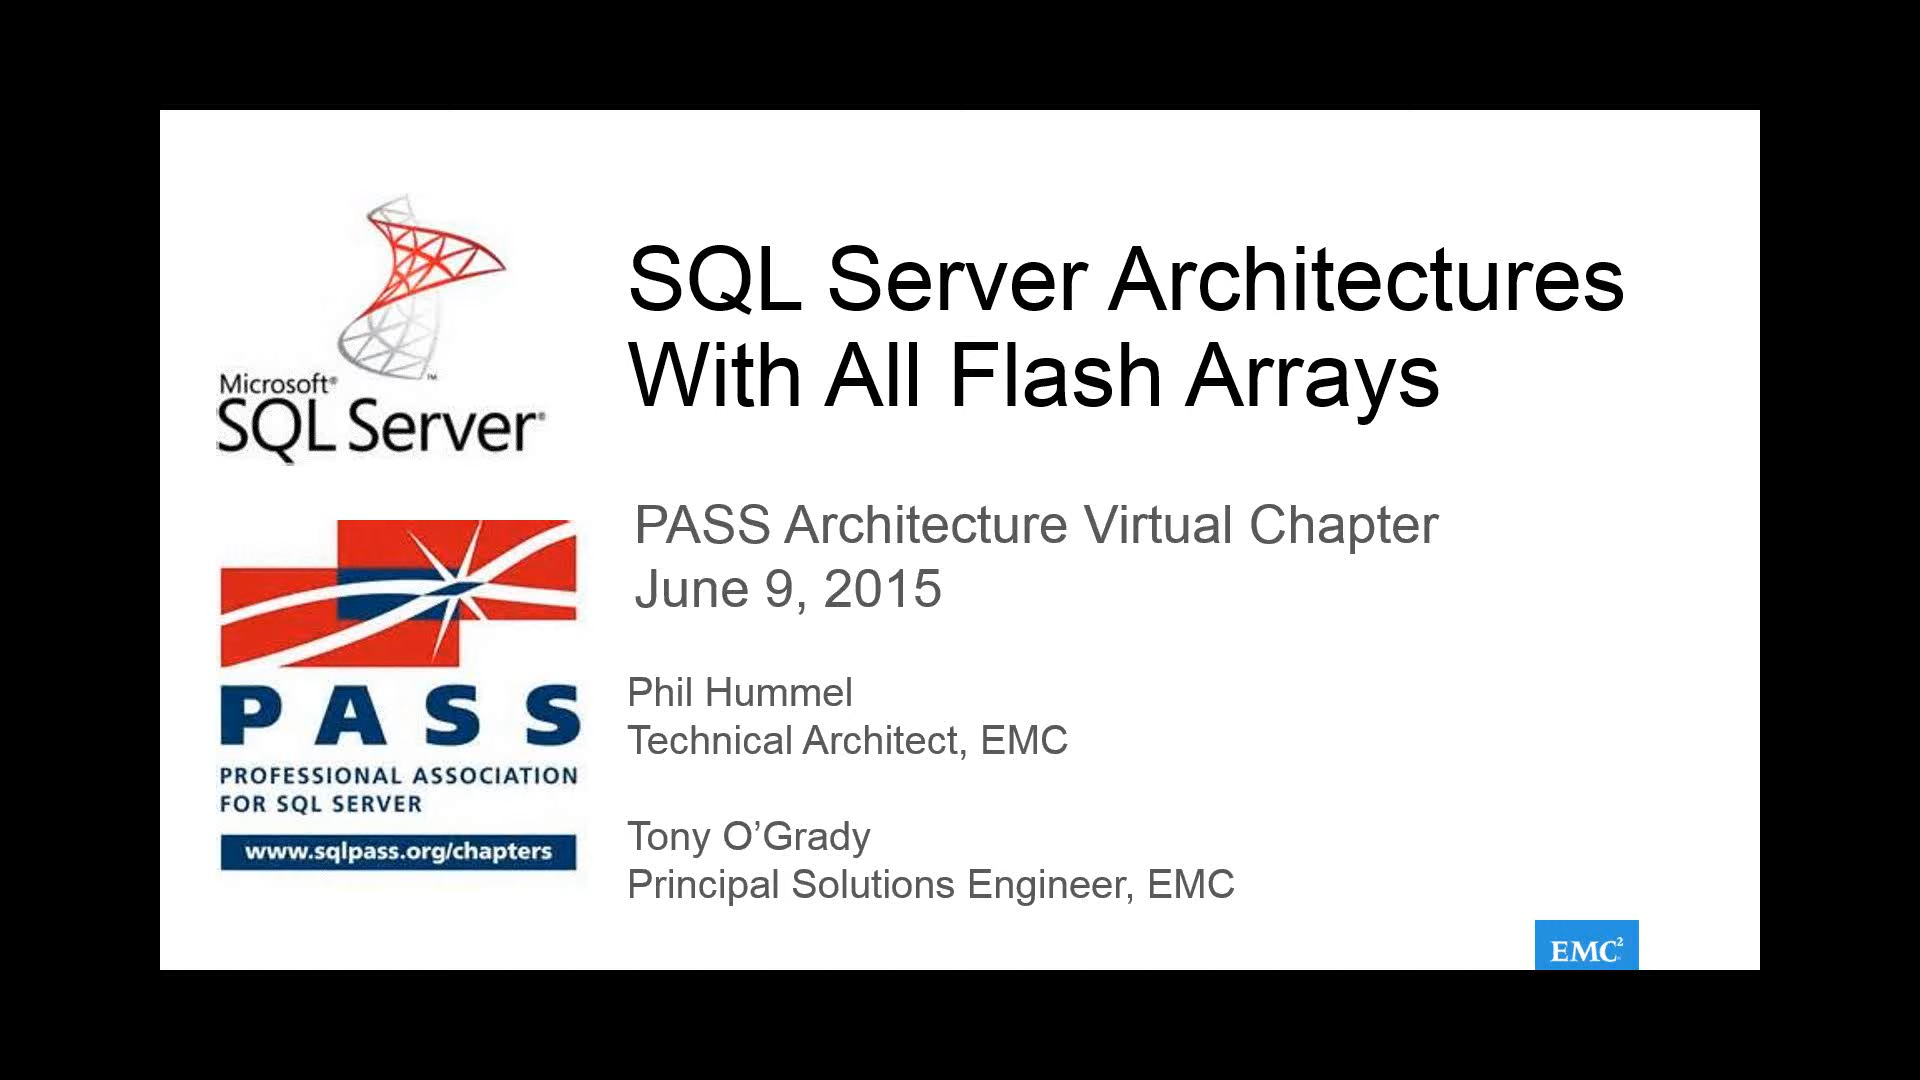 Microsoft®
SQL Server®
SQL Server Architectures
With All Flash Arrays
PASS Architecture Virtual Chapter
June 9, 2015
Phil Hummel
Technical Architect, EMC
Tony O’Grady
Principal Solutions Engineer, EMC
PASS
PROFESSIONAL ASSOCIATION
FOR SQL SERVER
www.sqlpass.org/chapters
EMC²